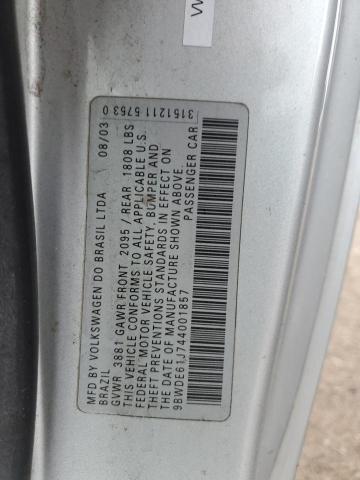 3151211 5753 0
MFD BY VOLKSWAGEN DO BRASIL LTDA 08/03
BRAZIL
GVWR 3881 GAWR FRONT 2095 / REAR 1808 LBS
THIS VEHICLE CONFORMS TO ALL APPLICABLE U.S.
FEDERAL MOTOR VEHICLE SAFETY, BUMPER AND
THEFT PREVENTIONS STANDARDS IN EFFECT ON
THE DATE OF MANUFACTURE SHOWN ABOVE
9BWDE61J744001857 PASSENGER CAR